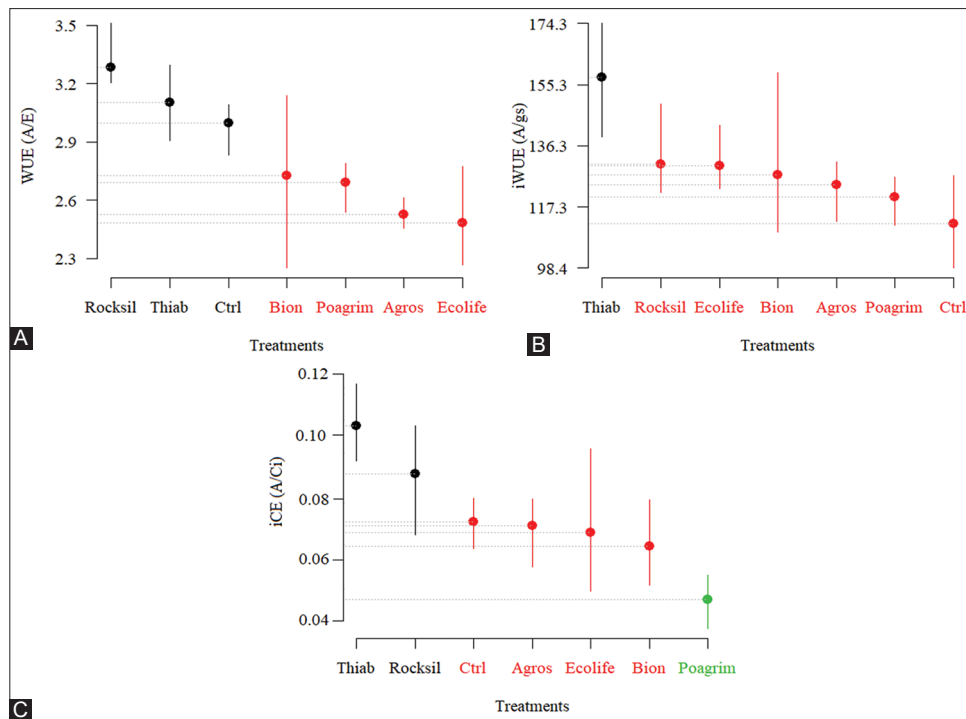 3.5
3.2
2.9
2.6
2.3
WUE (A/E)
Rocksil Thiab Ctrl Bion Poagrim Agros Ecolife
Treatments
A
174.3
155.3
136.3
117.3
98.4
iWUE (A/gs)
Thiab Rocksil Ecolife Bion Agros Poagrim Ctrl
Treatments
B
0.12
0.10
0.08
0.06
0.04
iCE (A/Ci)
Thiab Rocksil Ctrl Agros Ecolife Bion Poagrim
Treatments
C